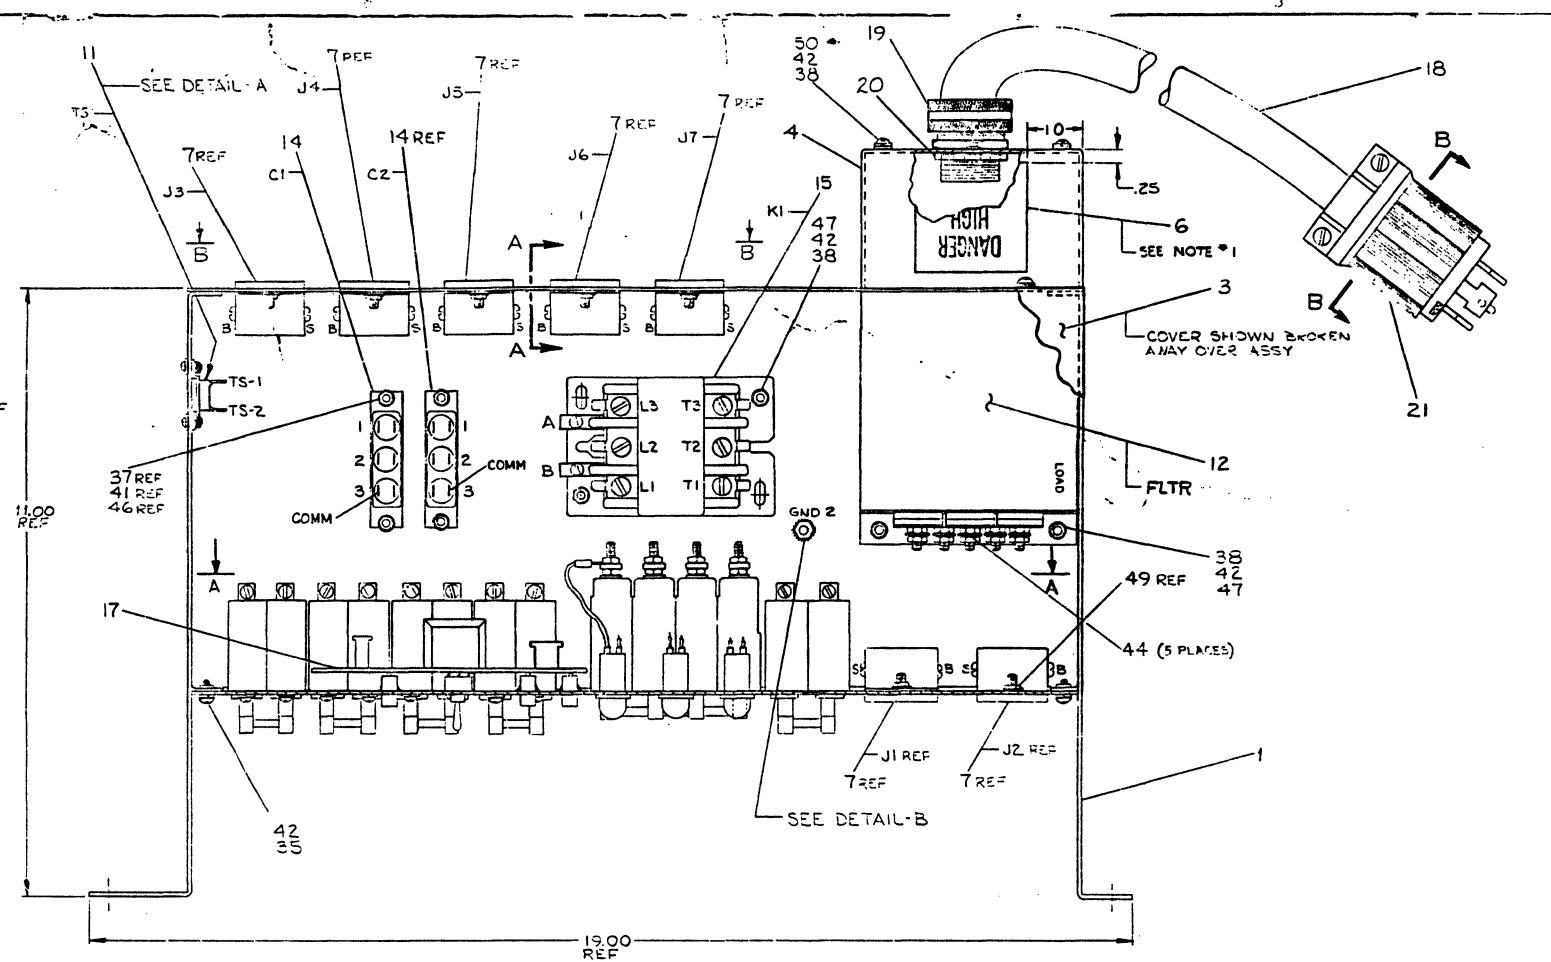 3
11
SEE DETAIL-A
TS
7 REF
J4
7 REF
J5
7 REF
J6
7 REF
J7
7 REF
J3
14
C1
14 REF
C2
50
42
38
19
20
4
18
10
.25
B
B
15
K1
47
42
38
DANGER
HIGH
6
SEE NOTE *1
3
COVER SHOWN BROKEN
AWAY OVER ASSY
21
B
B
A
A
B S
B S
B S
B S
B S
TS-1
TS-2
1
2
3
1
2
3
COMM
COMM
37 REF
41 REF
46 REF
A
B
L3
L2
L1
T3
T2
T1
GND 2
12
FLTR
LOAD
11.00
REF
A
A
38
42
47
49 REF
44 (5 PLACES)
17
S B
S B
J1 REF
7 REF
J2 REF
7 REF
1
SEE DETAIL-B
42
35
19.00
REF